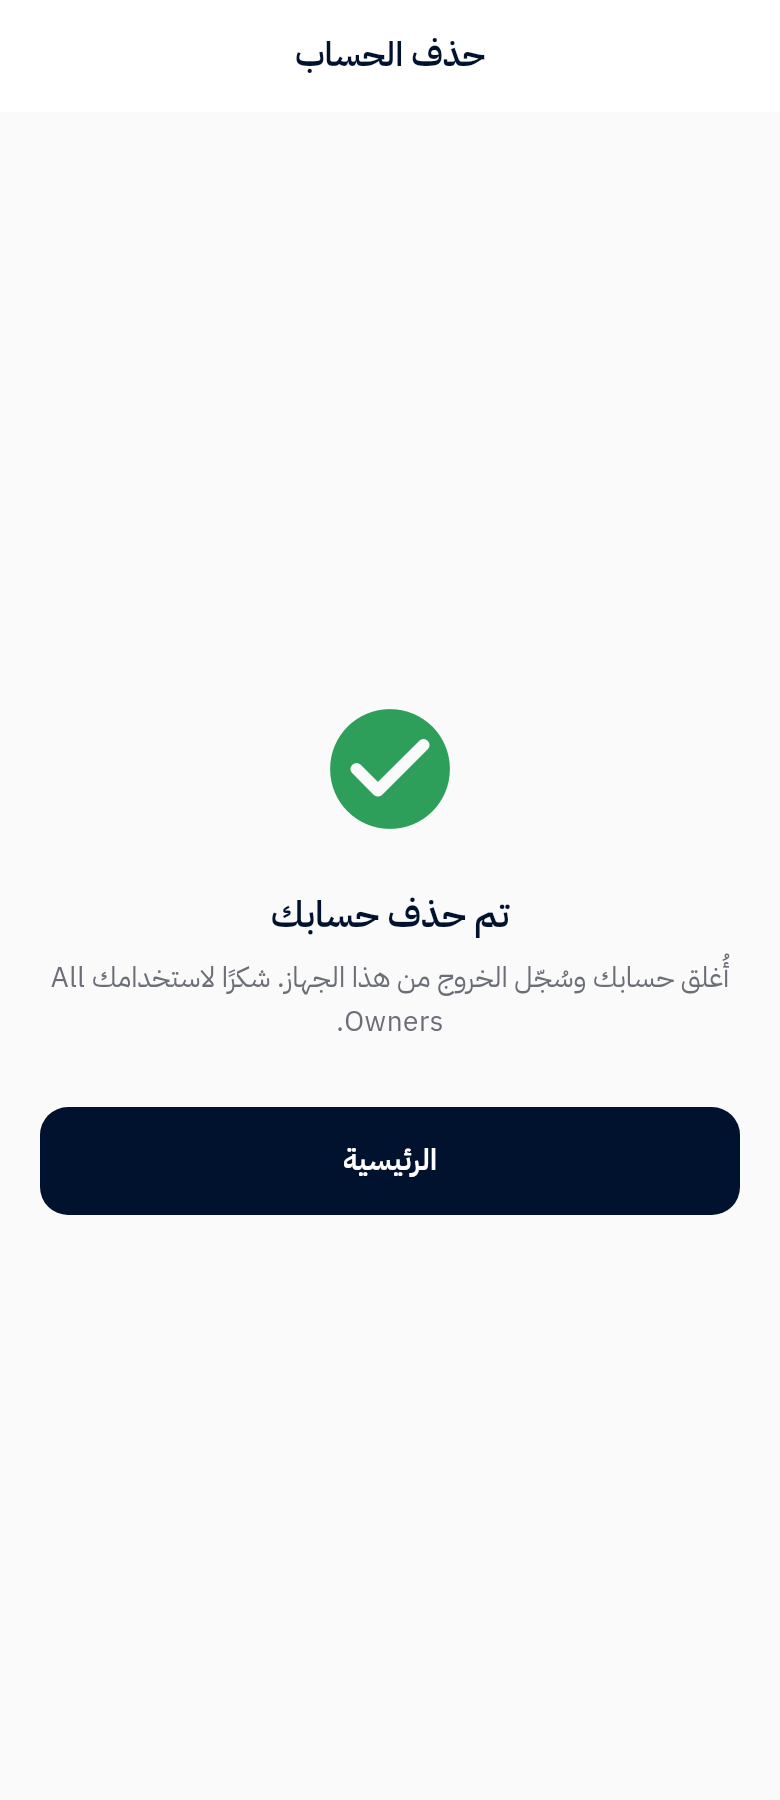 حذف الحساب
تم حذف حسابك
أُغلق حسابك وسُجّل الخروج من هذا الجهاز. شكرًا لاستخدامك All
Owners.
الرئيسية